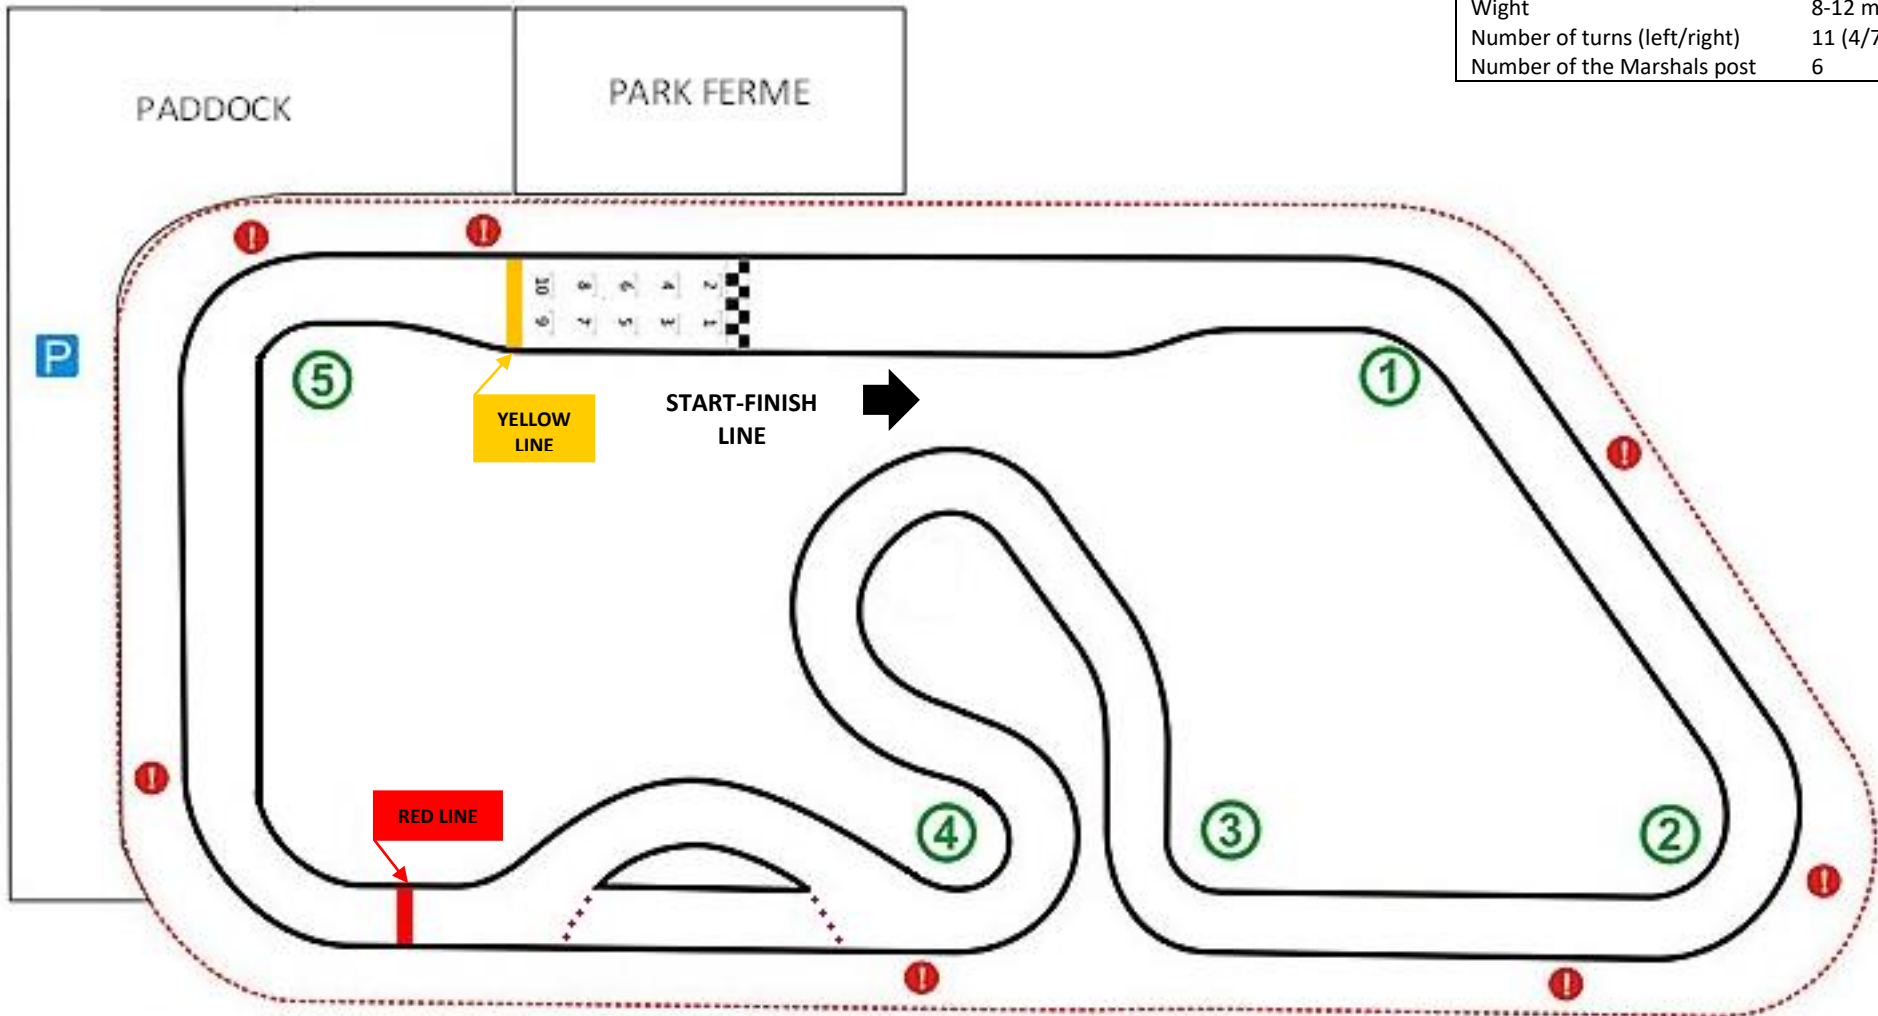 Wight 8-12 m
Number of turns (left/right) 11 (4/7
Number of the Marshals post 6
PADDOCK
PARK FERME
!
!
10 8 6 4 2
9 7 5 3 1
P
5
1
YELLOW
LINE
START-FINISH
LINE
!
!
RED LINE
4
3
2
!
!
!